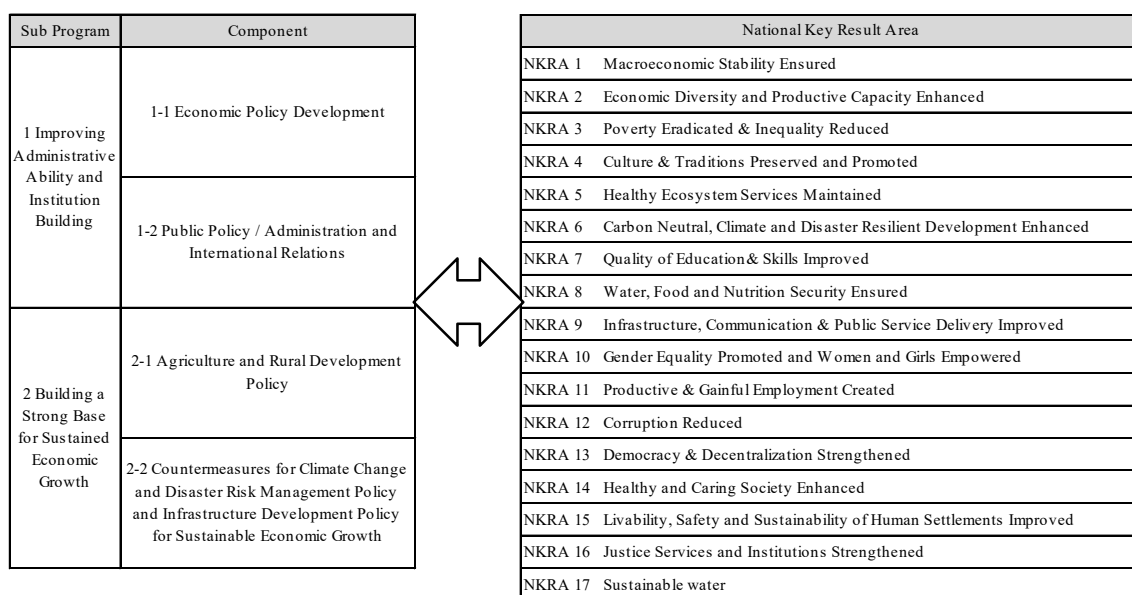 Sub Program
Component
1 Improving
Administrative
Ability and
Institution
Building
1-1 Economic Policy Development
1-2 Public Policy / Administration and
International Relations
2 Building a
Strong Base
for Sustained
Economic
Growth
2-1 Agriculture and Rural Development
Policy
2-2 Countermeasures for Climate Change
and Disaster Risk Management Policy
and Infrastructure Development Policy
for Sustainable Economic Growth
National Key Result Area
NKRA 1 Macroeconomic Stability Ensured
NKRA 2 Economic Diversity and Productive Capacity Enhanced
NKRA 3 Poverty Eradicated & Inequality Reduced
NKRA 4 Culture & Traditions Preserved and Promoted
NKRA 5 Healthy Ecosystem Services Maintained
NKRA 6 Carbon Neutral, Climate and Disaster Resilient Development Enhanced
NKRA 7 Quality of Education & Skills Improved
NKRA 8 Water, Food and Nutrition Security Ensured
NKRA 9 Infrastructure, Communication & Public Service Delivery Improved
NKRA 10 Gender Equality Promoted and Women and Girls Empowered
NKRA 11 Productive & Gainful Employment Created
NKRA 12 Corruption Reduced
NKRA 13 Democracy & Decentralization Strengthened
NKRA 14 Healthy and Caring Society Enhanced
NKRA 15 Livability, Safety and Sustainability of Human Settlements Improved
NKRA 16 Justice Services and Institutions Strengthened
NKRA 17 Sustainable water